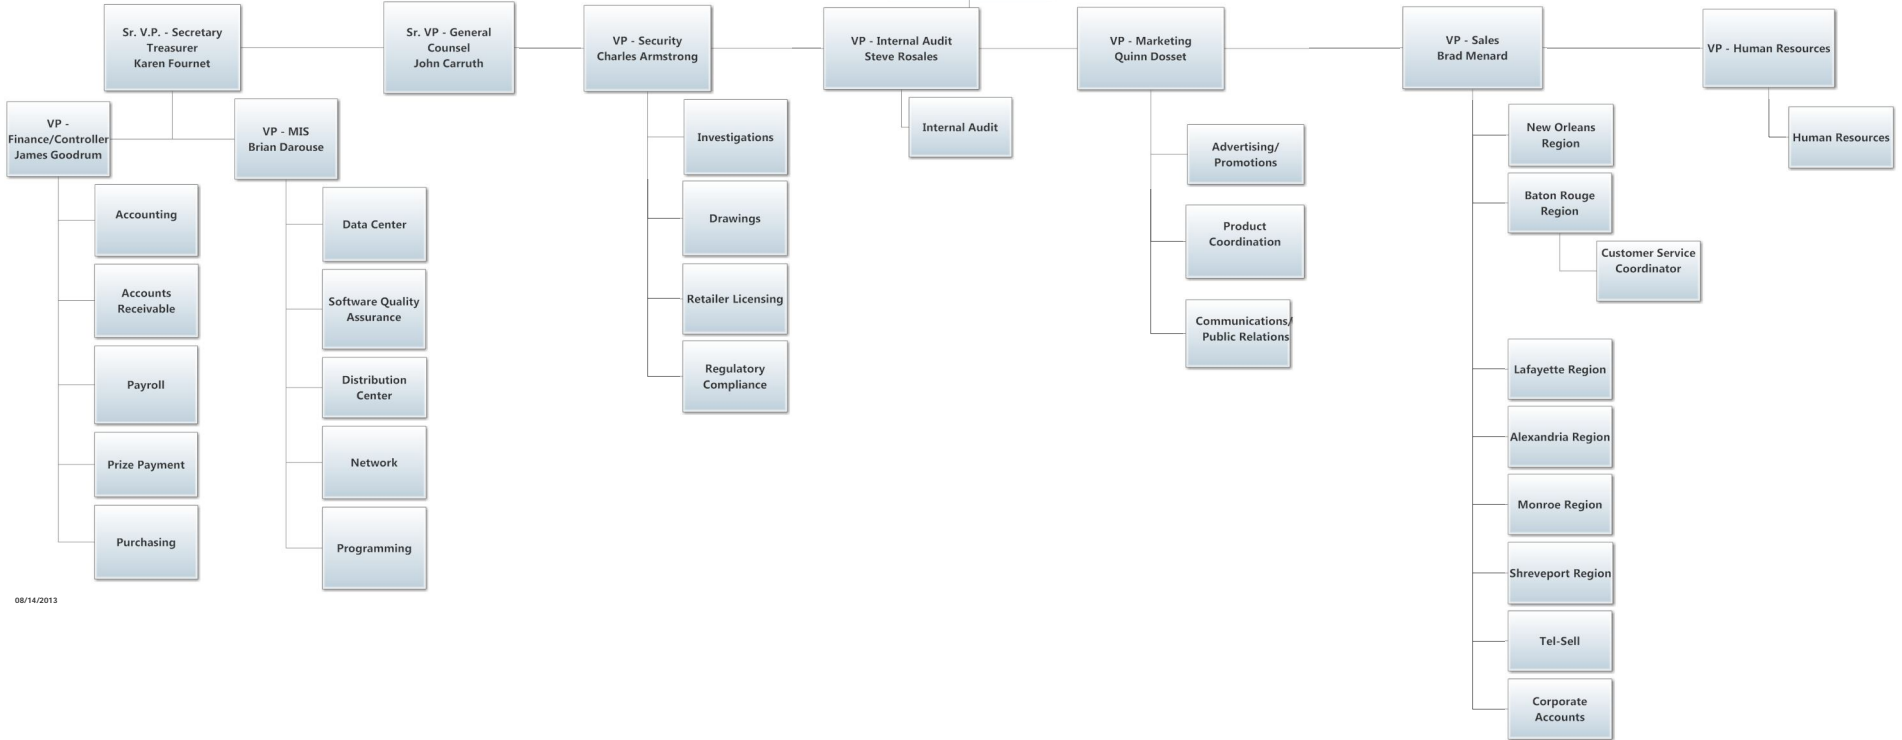 Sr. V.P. - Secretary
Treasurer
Karen Fournet
Sr. VP - General
Counsel
John Carruth
VP - Security
Charles Armstrong
VP - Internal Audit
Steve Rosales
VP - Marketing
Quinn Dosset
VP - Sales
Brad Menard
VP - Human Resources
VP -
Finance/Controller
James Goodrum
VP - MIS
Brian Darouse
Accounting
Accounts
Receivable
Payroll
Prize Payment
Purchasing
Data Center
Software Quality
Assurance
Distribution
Center
Network
Programming
Investigations
Drawings
Retailer Licensing
Regulatory
Compliance
Internal Audit
Advertising/
Promotions
Product
Coordination
Communications/
Public Relations
New Orleans
Region
Baton Rouge
Region
Customer Service
Coordinator
Lafayette Region
Alexandria Region
Monroe Region
Shreveport Region
Tel-Sell
Corporate
Accounts
Human Resources
08/14/2013